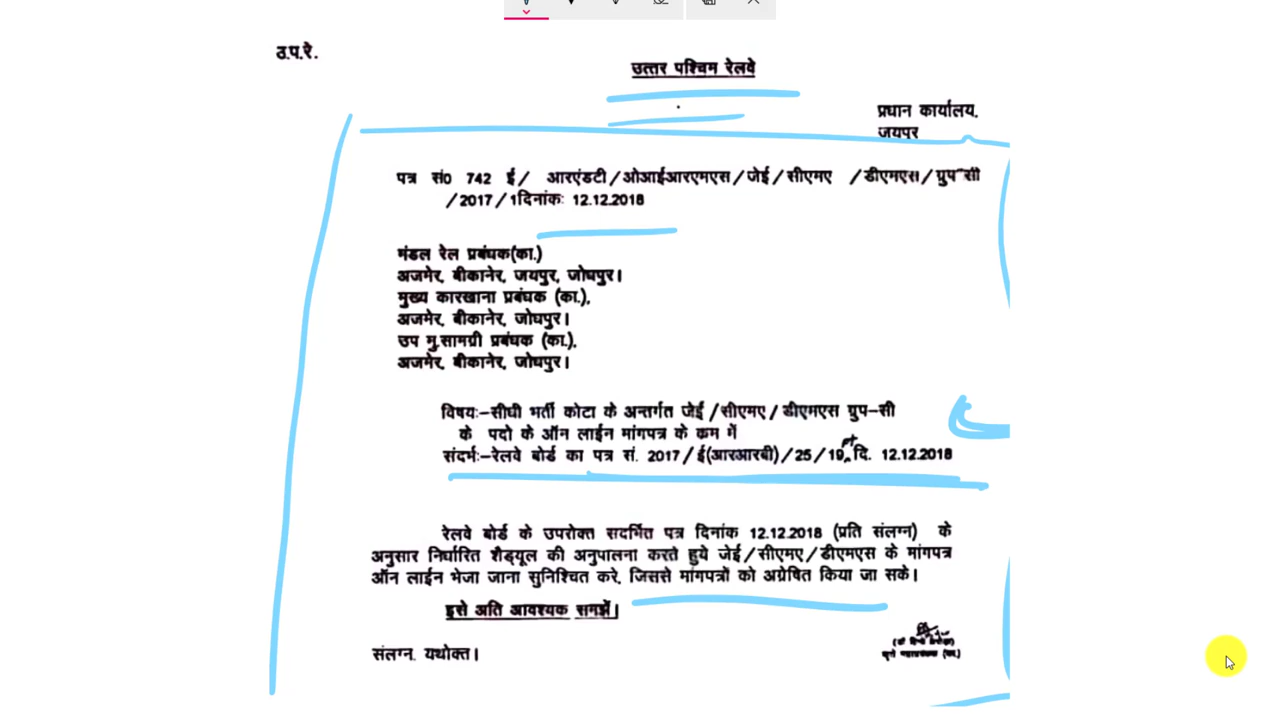 उ.प.रे.
उत्तर पश्चिम रेलवे
प्रधान कार्यालय,
जयपुर
पत्र सं0 742 ई/ आरएंडटी/ओआईआरएमएस/जेई/सीएमए /डीएमएस/ग्रुप सी
/2017/1दिनांकः 12.12.2018
मंडल रेल प्रबंधक(का.)
अजमेर, बीकानेर, जयपुर, जोधपुर।
मुख्य कारखाना प्रबंधक (का.),
अजमेर, बीकानेर, जोधपुर।
उप मु.सामग्री प्रबंधक (का.),
अजमेर, बीकानेर, जोधपुर।
विषयः–सीधी भर्ती कोटा के अन्तर्गत जेई/सीएमए/डीएमएस ग्रुप–सी
के पदो के ऑन लाईन मांगपत्र के क्रम में
संदर्भः–रेलवे बोर्ड का पत्र सं. 2017/ई(आरआरबी)/25/19 दि. 12.12.2018
रेलवे बोर्ड के उपरोक्त सदर्भित पत्र दिनांक 12.12.2018 (प्रति संलग्न) के
अनुसार निर्धारित शैड्यूल की अनुपालना करते हुये जेई/सीएमए/डीएमएस के मांगपत्र
ऑन लाईन भेजा जाना सुनिश्चित करे, जिससे मांगपत्रों को अग्रेषित किया जा सके।
इसे अति आवश्यक समझें।
संलग्न. यथोक्त।